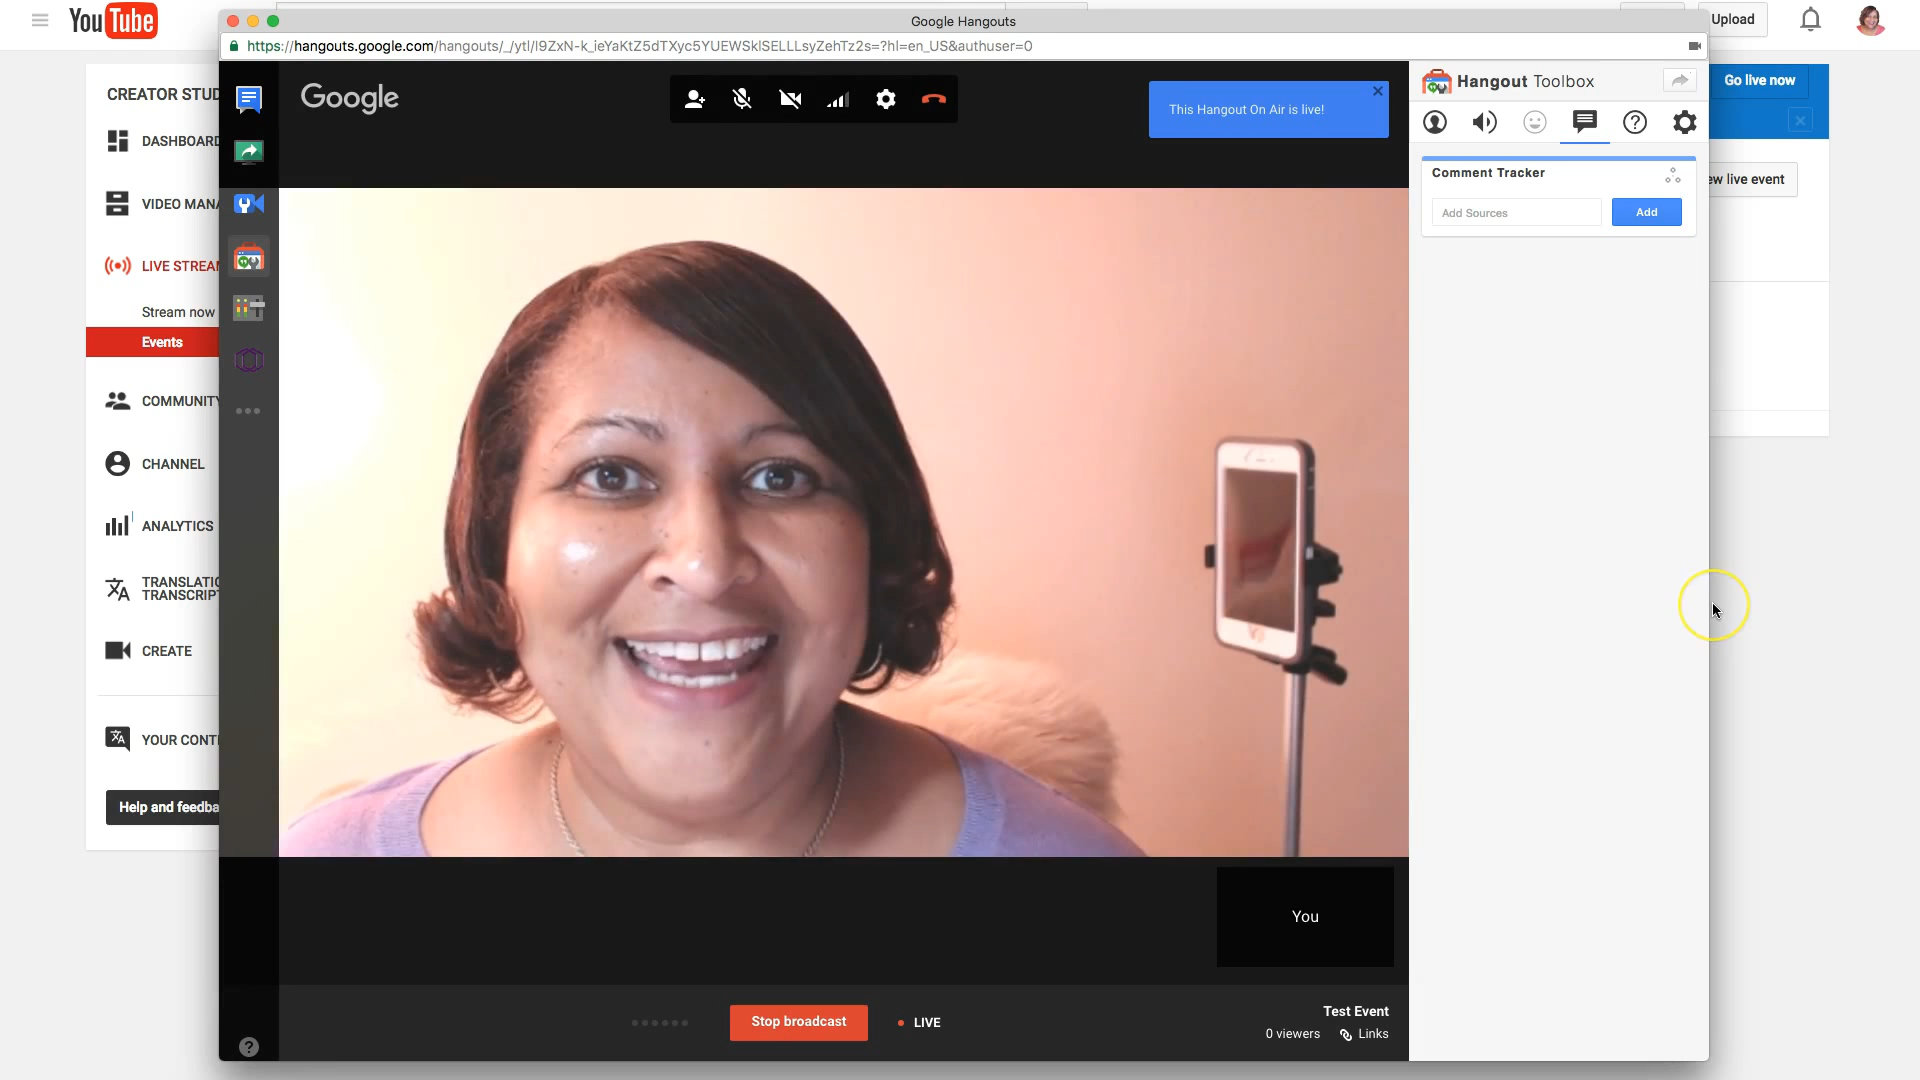 YouTube
Google Hangouts
Upload
https://hangouts.google.com/hangouts/_/ytl/I9ZxN-k_ieYaKtZ5dTXyc5YUEWSklSELLLsyZehTz2s=?hl=en_US&authuser=0
CREATOR STUD
Google
This Hangout On Air is live!
Hangout Toolbox
Go live now
DASHBOARD
Comment Tracker
ew live event
VIDEO MANA
Add Sources
Add
LIVE STREAM
Stream now
Events
COMMUNITY
CHANNEL
ANALYTICS
TRANSLATIO
TRANSCRIPT
CREATE
YOUR CONT
Help and feedba
You
Stop broadcast
LIVE
Test Event
0 viewers
Links